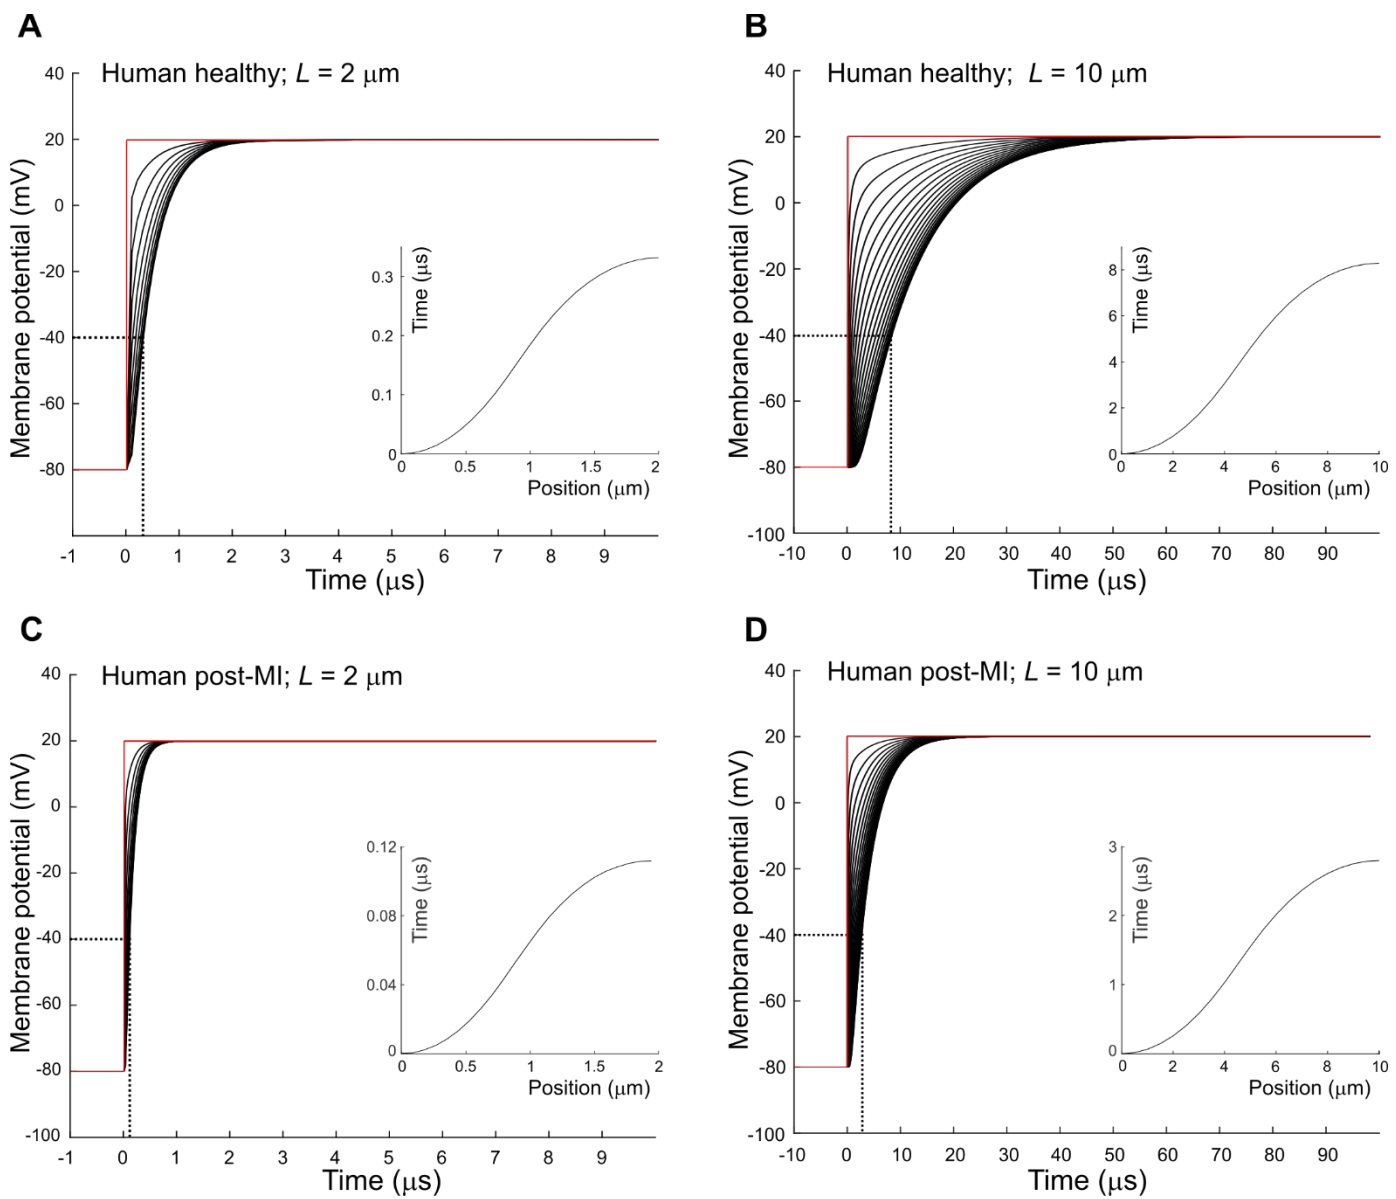 A
Human healthy; L = 2 μm
Membrane potential (mV)
40
20
0
-20
-40
-60
-80
-1 0 1 2 3 4 5 6 7 8 9
Time (μs)
Time (μs)
0.3
0.2
0.1
0
0 0.5 1 1.5 2
Position (μm)
B
Human healthy; L = 10 μm
Membrane potential (mV)
40
20
0
-20
-40
-60
-80
-100
-10 0 10 20 30 40 50 60 70 80 90
Time (μs)
Time (μs)
8
6
4
2
0
0 2 4 6 8 10
Position (μm)
C
Human post-MI; L = 2 μm
Membrane potential (mV)
40
20
0
-20
-40
-60
-80
-100
-1 0 1 2 3 4 5 6 7 8 9
Time (μs)
Time (μs)
0.12
0.08
0.04
0
0 0.5 1 1.5 2
Position (μm)
D
Human post-MI; L = 10 μm
Membrane potential (mV)
40
20
0
-20
-40
-60
-80
-100
-10 0 10 20 30 40 50 60 70 80 90
Time (μs)
Time (μs)
3
2
1
0
0 2 4 6 8 10
Position (μm)